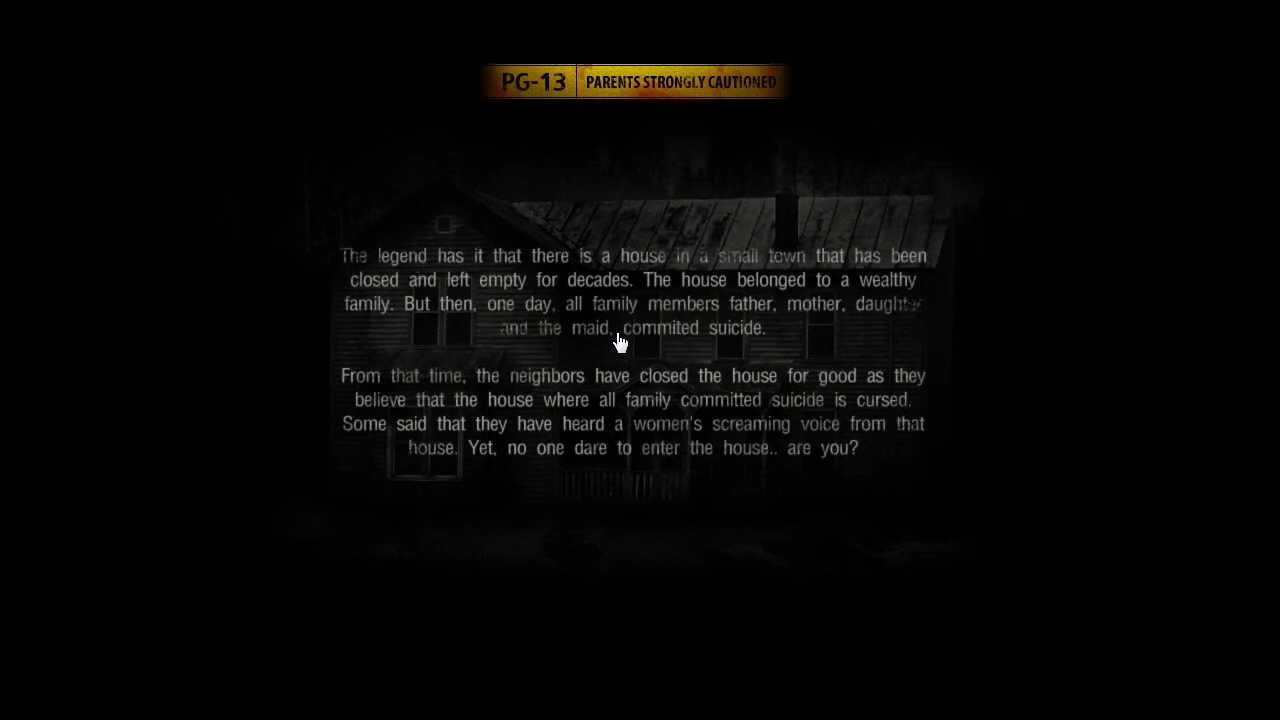 PG-13 PARENTS STRONGLY CAUTIONED
The legend has it that there is a house in a small town that has been
closed and left empty for decades. The house belonged to a wealthy
family. But then, one day, all family members father, mother, daughter
and the maid, commited suicide.
From that time, the neighbors have closed the house for good as they
believe that the house where all family committed suicide is cursed.
Some said that they have heard a women's screaming voice from that
house. Yet, no one dare to enter the house.. are you?